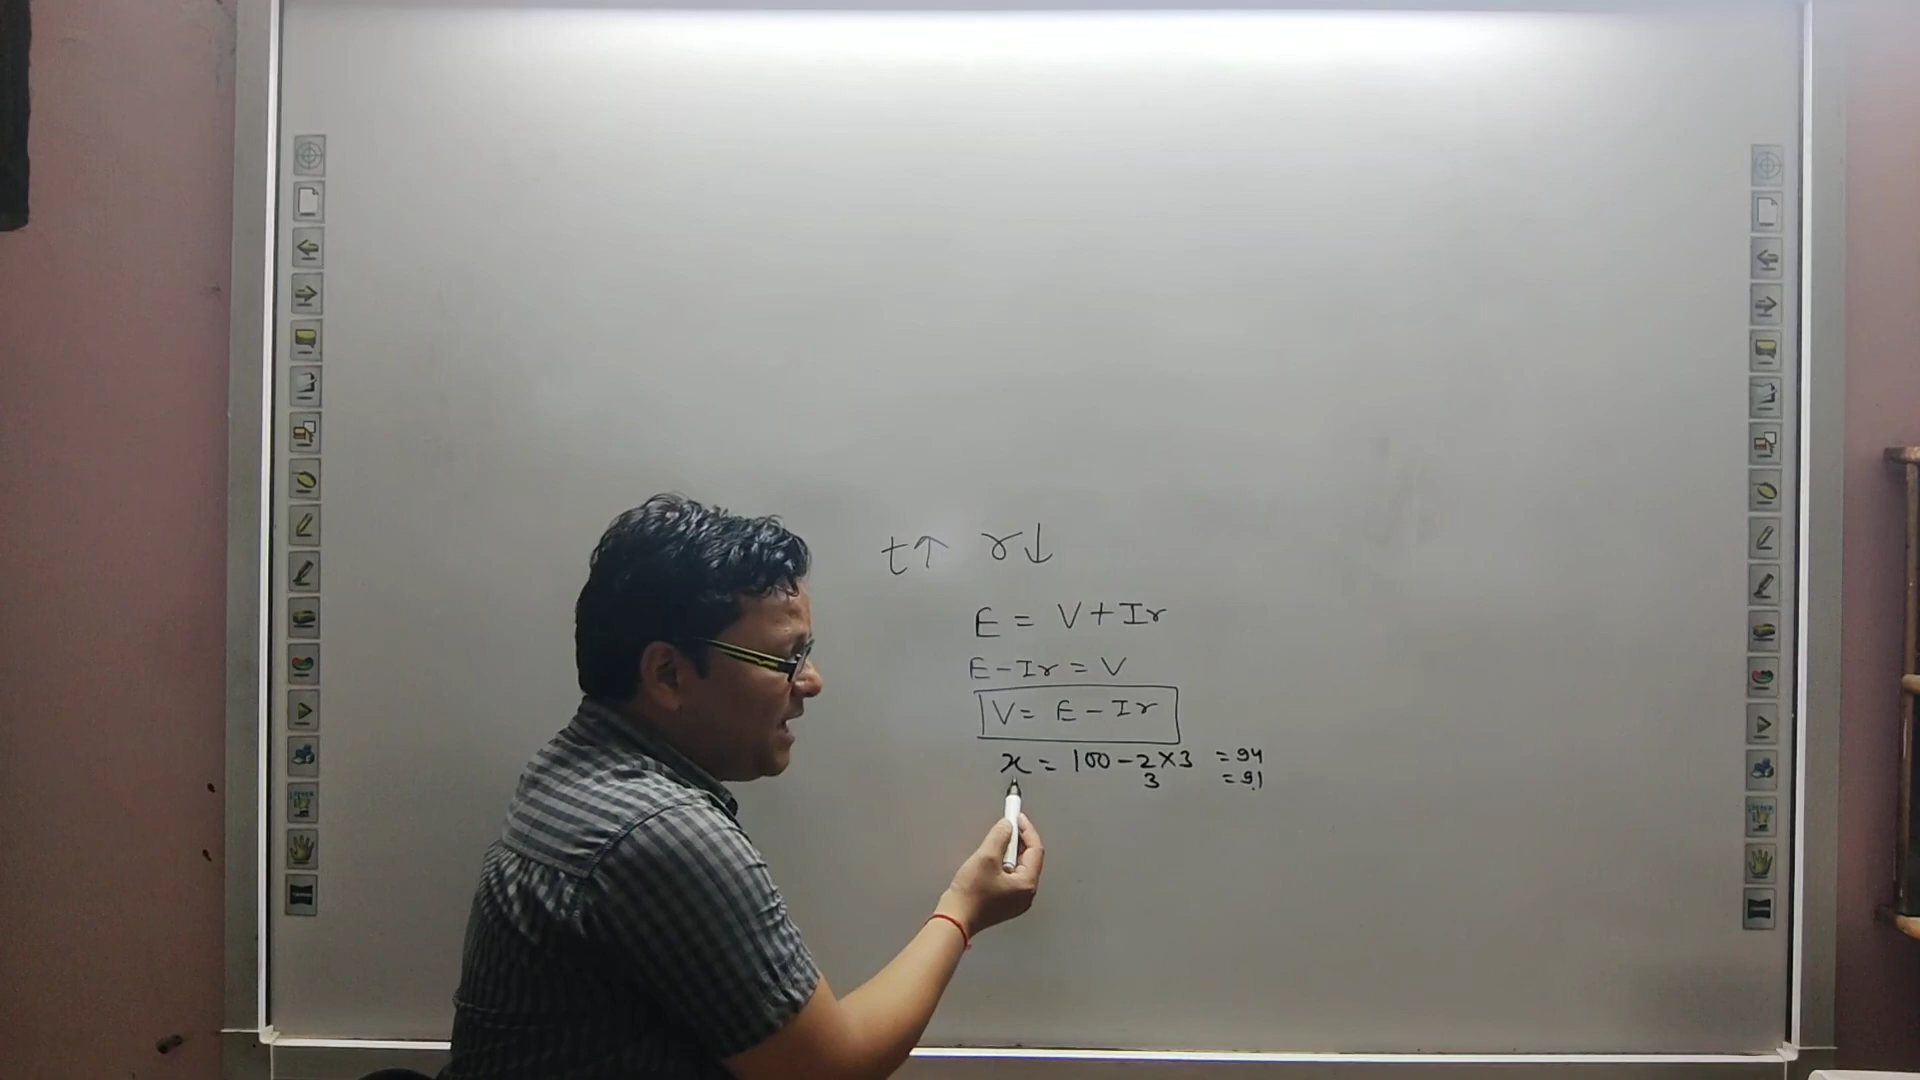 t↑ r↓
E = V+Ir
E-Ir = V
V= E-Ir
x = 100-2×3 =94
3 =91